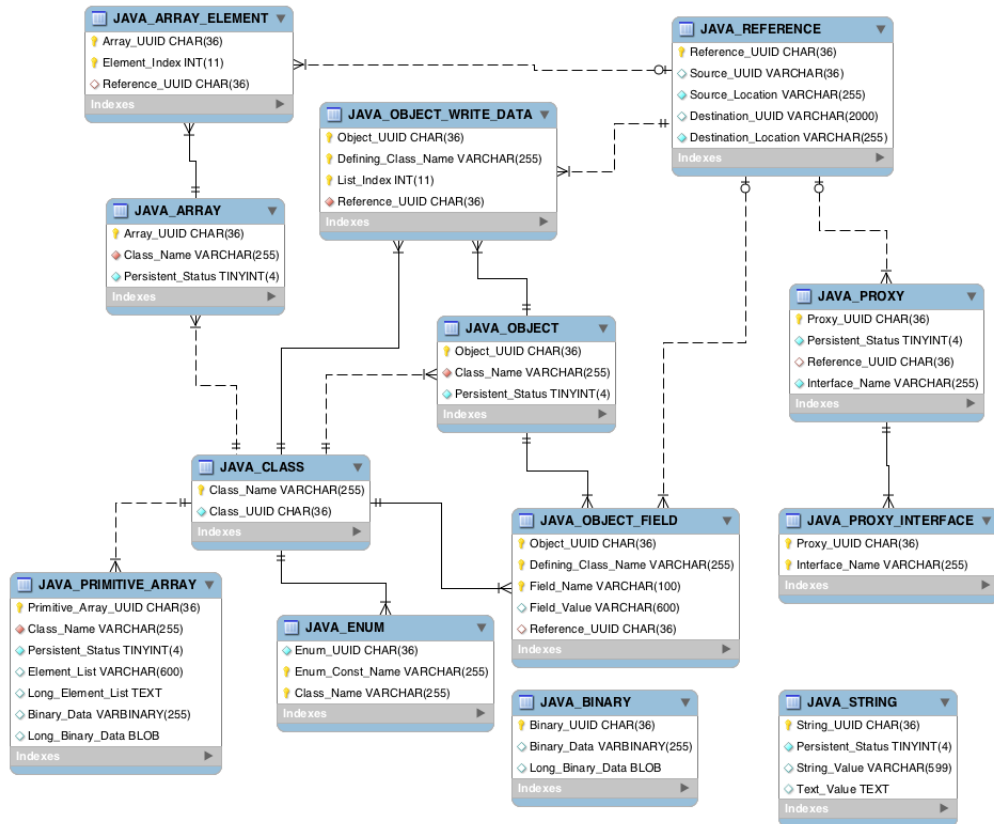 JAVA_ARRAY_ELEMENT
Array_UUID CHAR(36)
Element_Index INT(11)
Reference_UUID CHAR(36)
Indexes
JAVA_REFERENCE
Reference_UUID CHAR(36)
Source_UUID VARCHAR(36)
Source_Location VARCHAR(255)
Destination_UUID VARCHAR(2000)
Destination_Location VARCHAR(255)
Indexes
JAVA_OBJECT_WRITE_DATA
Object_UUID CHAR(36)
Defining_Class_Name VARCHAR(255)
List_Index INT(11)
Reference_UUID CHAR(36)
Indexes
JAVA_ARRAY
Array_UUID CHAR(36)
Class_Name VARCHAR(255)
Persistent_Status TINYINT(4)
Indexes
JAVA_PROXY
Proxy_UUID CHAR(36)
Persistent_Status TINYINT(4)
Reference_UUID CHAR(36)
Interface_Name VARCHAR(255)
Indexes
JAVA_OBJECT
Object_UUID CHAR(36)
Class_Name VARCHAR(255)
Persistent_Status TINYINT(4)
Indexes
JAVA_CLASS
Class_Name VARCHAR(255)
Class_UUID CHAR(36)
Indexes
JAVA_OBJECT_FIELD
Object_UUID CHAR(36)
Defining_Class_Name VARCHAR(255)
Field_Name VARCHAR(100)
Field_Value VARCHAR(600)
Reference_UUID CHAR(36)
Indexes
JAVA_PROXY_INTERFACE
Proxy_UUID CHAR(36)
Interface_Name VARCHAR(255)
Indexes
JAVA_PRIMITIVE_ARRAY
Primitive_Array_UUID CHAR(36)
Class_Name VARCHAR(255)
Persistent_Status TINYINT(4)
Element_List VARCHAR(600)
Long_Element_List TEXT
Binary_Data VARBINARY(255)
Long_Binary_Data BLOB
Indexes
JAVA_ENUM
Enum_UUID CHAR(36)
Enum_Const_Name VARCHAR(255)
Class_Name VARCHAR(255)
Indexes
JAVA_BINARY
Binary_UUID CHAR(36)
Binary_Data VARBINARY(255)
Long_Binary_Data BLOB
Indexes
JAVA_STRING
String_UUID CHAR(36)
Persistent_Status TINYINT(4)
String_Value VARCHAR(599)
Text_Value TEXT
Indexes